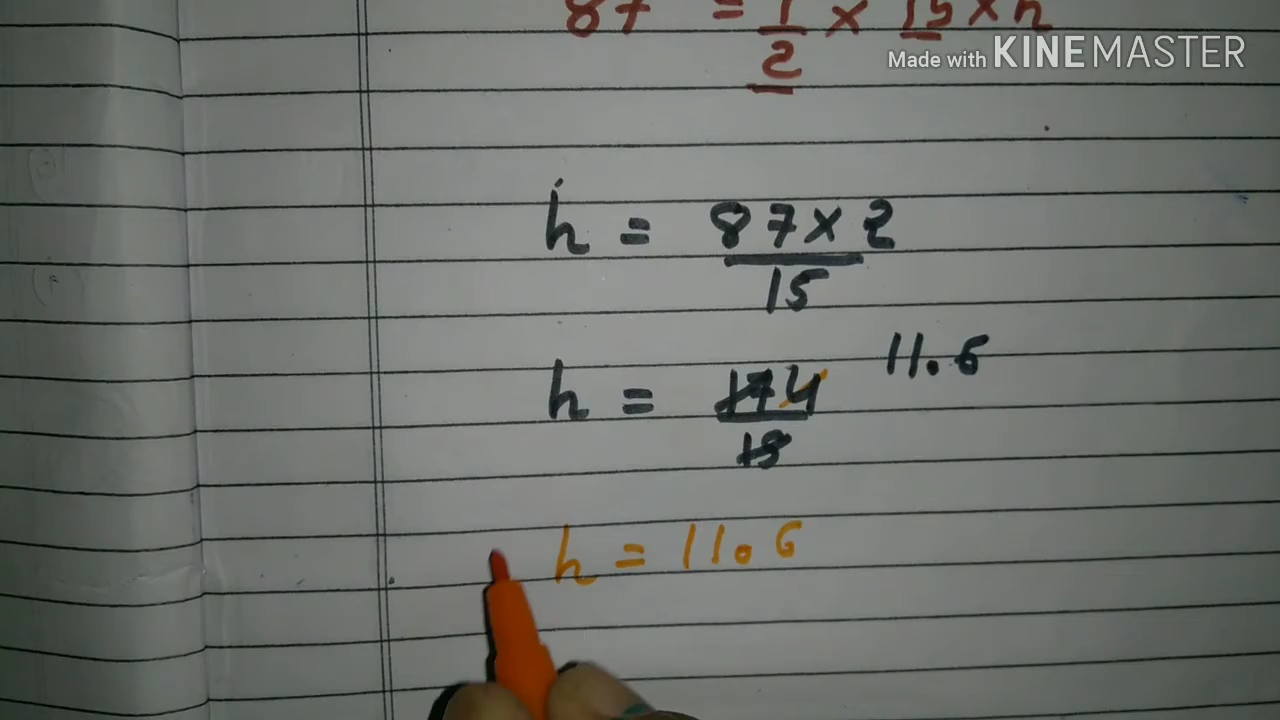 87 = 1/2 × 15 × h
Made with KINEMASTER
h = 87 × 2 / 15
h = 174 / 15 11.6
h = 11.6